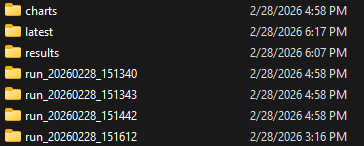 charts 2/28/2026 4:58 PM
latest 2/28/2026 6:17 PM
results 2/28/2026 6:07 PM
run_20260228_151340 2/28/2026 4:58 PM
run_20260228_151343 2/28/2026 4:58 PM
run_20260228_151442 2/28/2026 4:58 PM
run_20260228_151612 2/28/2026 3:16 PM